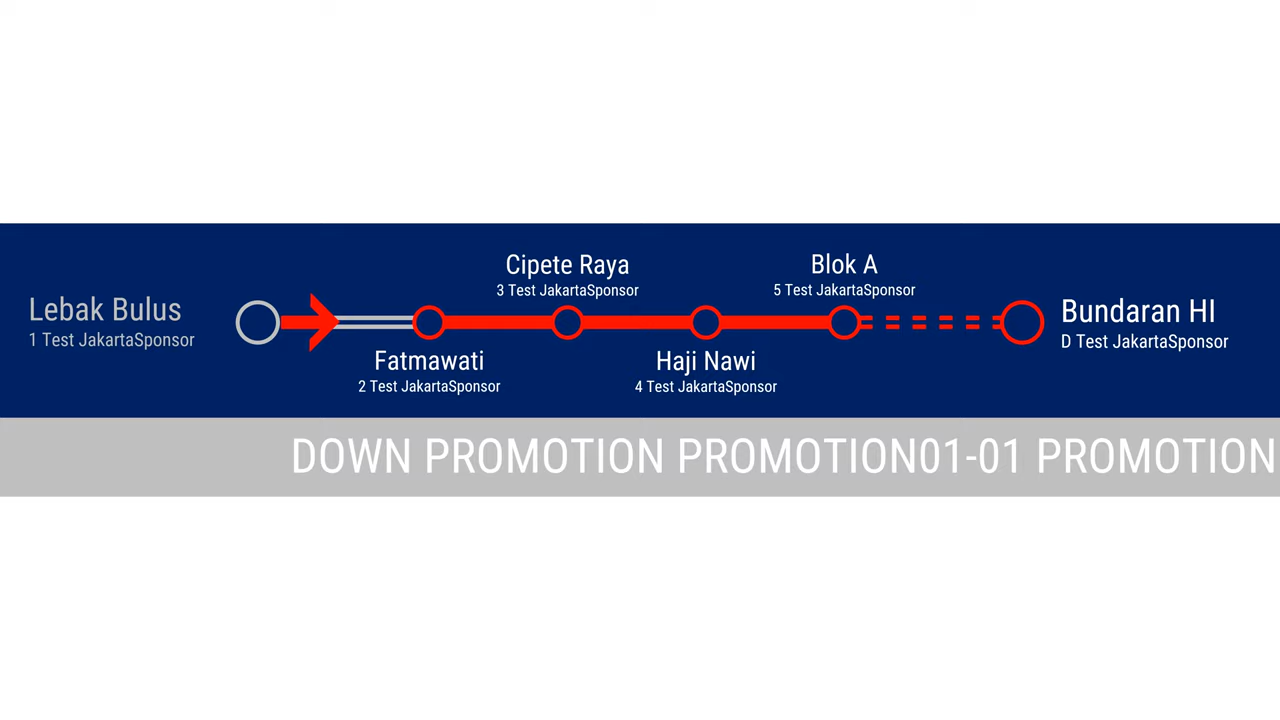 Lebak Bulus
1 Test JakartaSponsor
Fatmawati
2 Test JakartaSponsor
Cipete Raya
3 Test JakartaSponsor
Haji Nawi
4 Test JakartaSponsor
Blok A
5 Test JakartaSponsor
Bundaran HI
D Test JakartaSponsor
DOWN PROMOTION PROMOTION01-01 PROMOTION